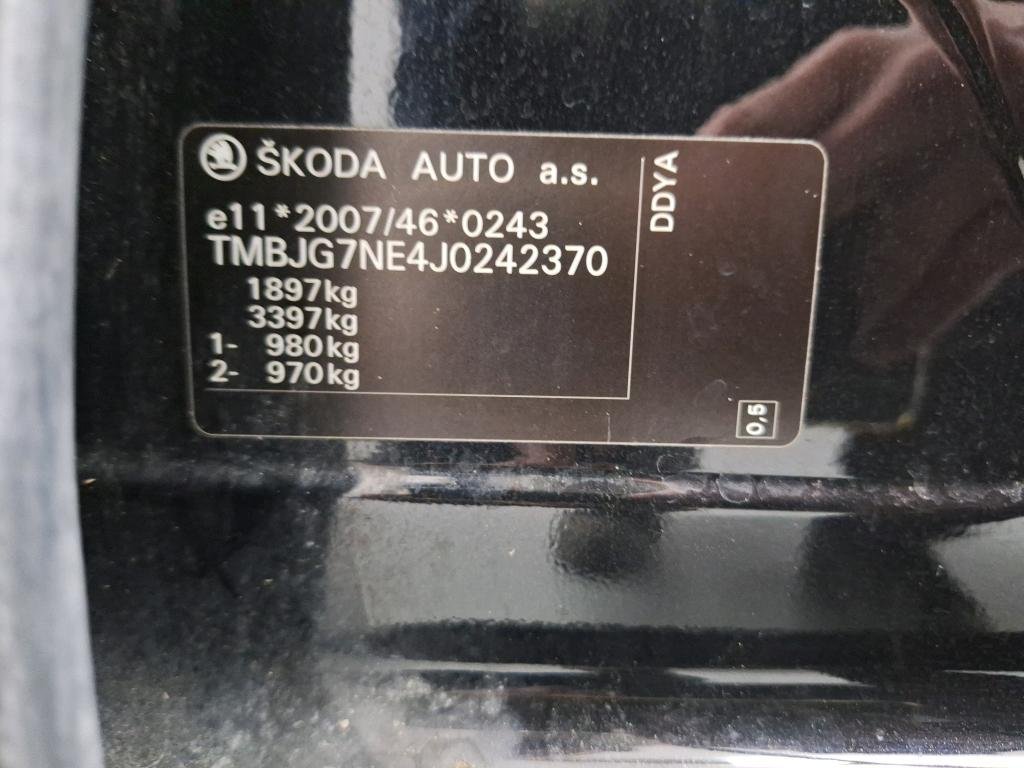 ŠKODA AUTO a.s.
e11*2007/46*0243
TMBJG7NE4J0242370
1897kg
3397kg
1- 980kg
2- 970kg
DDYA
0,5